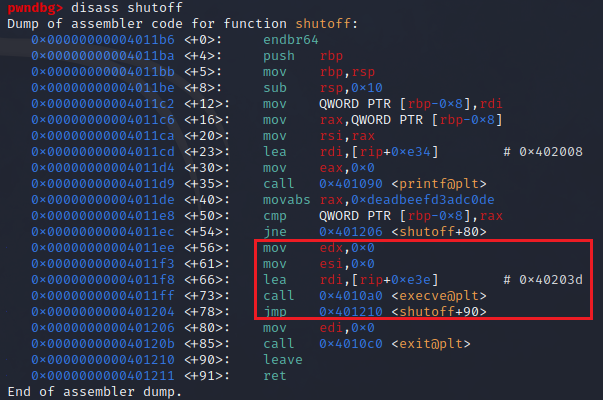 pwndbg> disass shutoff
Dump of assembler code for function shutoff:
0x00000000004011b6 <+0>: endbr64
0x00000000004011ba <+4>: push rbp
0x00000000004011bb <+5>: mov rbp,rsp
0x00000000004011be <+8>: sub rsp,0x10
0x00000000004011c2 <+12>: mov QWORD PTR [rbp-0x8],rdi
0x00000000004011c6 <+16>: mov rax,QWORD PTR [rbp-0x8]
0x00000000004011ca <+20>: mov rsi,rax
0x00000000004011cd <+23>: lea rdi,[rip+0xe34] # 0x402008
0x00000000004011d4 <+30>: mov eax,0x0
0x00000000004011d9 <+35>: call 0x401090 <printf@plt>
0x00000000004011de <+40>: movabs rax,0xdeadbeefd3adc0de
0x00000000004011e8 <+50>: cmp QWORD PTR [rbp-0x8],rax
0x00000000004011ec <+54>: jne 0x401206 <shutoff+80>
0x00000000004011ee <+56>: mov edx,0x0
0x00000000004011f3 <+61>: mov esi,0x0
0x00000000004011f8 <+66>: lea rdi,[rip+0xe3e] # 0x40203d
0x00000000004011ff <+73>: call 0x4010a0 <execve@plt>
0x0000000000401204 <+78>: jmp 0x401210 <shutoff+90>
0x0000000000401206 <+80>: mov edi,0x0
0x000000000040120b <+85>: call 0x4010c0 <exit@plt>
0x0000000000401210 <+90>: leave
0x0000000000401211 <+91>: ret
End of assembler dump.